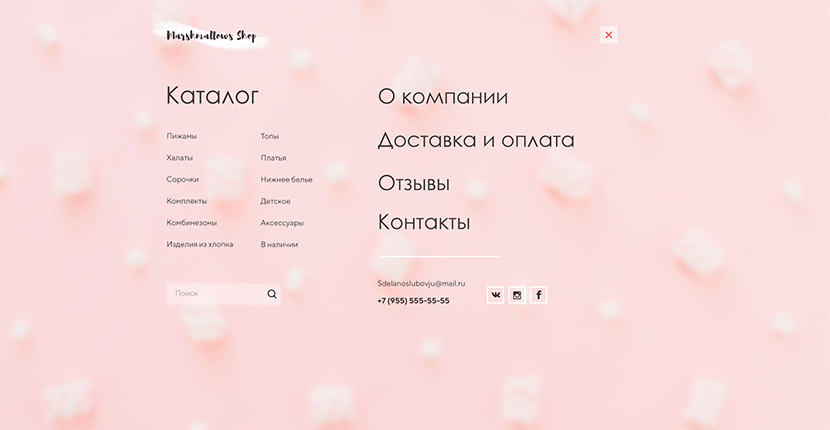 Marshmallows Shop
Каталог
Пижамы
Халаты
Сорочки
Комплекты
Комбинезоны
Изделия из хлопка
Топы
Платья
Нижнее белье
Детское
Аксессуары
В наличии
Поиск
О компании
Доставка и оплата
Отзывы
Контакты
Sdelanoslubovju@mail.ru
+7 (955) 555-55-55